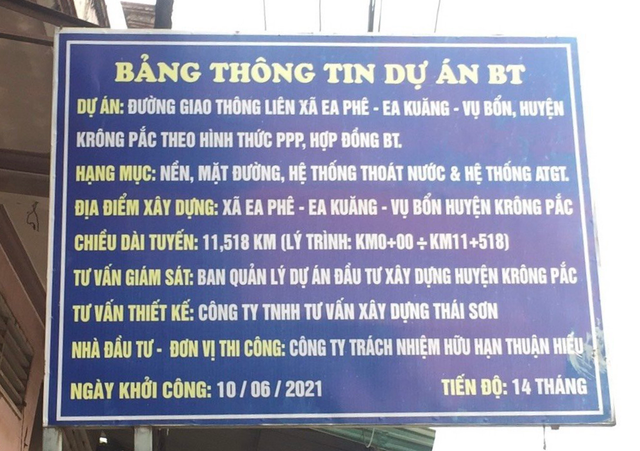 BẢNG THÔNG TIN DỰ ÁN BT
DỰ ÁN: ĐƯỜNG GIAO THÔNG LIÊN XÃ EA PHÊ - EA KUĂNG - VỤ BỔN, HUYỆN
KRÔNG PẮC THEO HÌNH THỨC PPP, HỢP ĐỒNG BT.
HẠNG MỤC: NỀN, MẶT ĐƯỜNG, HỆ THỐNG THOÁT NƯỚC & HỆ THỐNG ATGT.
ĐỊA ĐIỂM XÂY DỰNG: XÃ EA PHÊ - EA KUĂNG - VỤ BỔN HUYỆN KRÔNG PẮC
CHIỀU DÀI TUYẾN: 11,518 KM (LÝ TRÌNH: KM0+00 ÷ KM11+518)
TƯ VẤN GIÁM SÁT: BAN QUẢN LÝ DỰ ÁN ĐẦU TƯ XÂY DỰNG HUYỆN KRÔNG PẮC
TƯ VẤN THIẾT KẾ: CÔNG TY TNHH TƯ VẤN XÂY DỰNG THÁI SƠN
NHÀ ĐẦU TƯ - ĐƠN VỊ THI CÔNG: CÔNG TY TRÁCH NHIỆM HỮU HẠN THUẬN HIẾU
NGÀY KHỞI CÔNG: 10 / 06 / 2021 TIẾN ĐỘ: 14 THÁNG